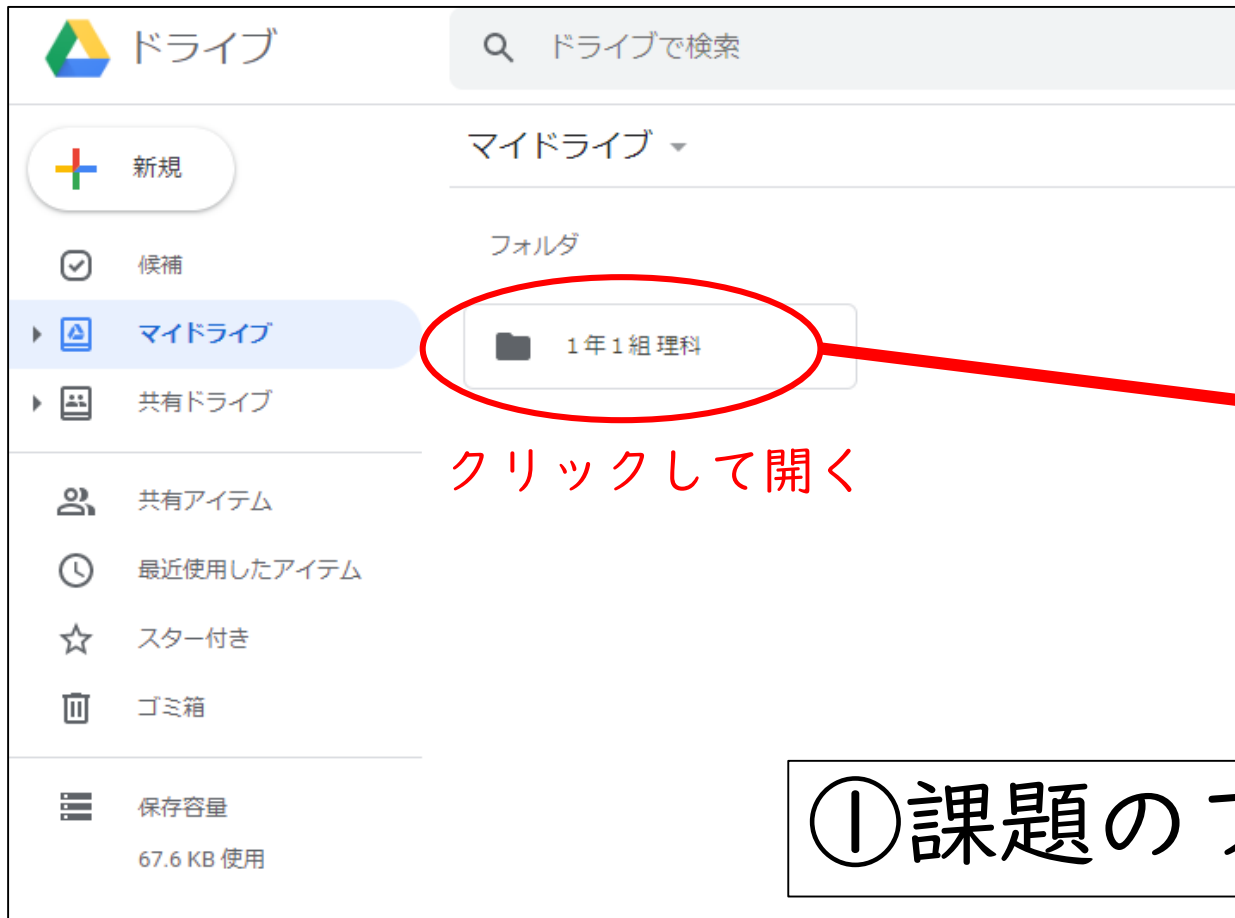 ドライブ
ドライブで検索
新規
マイドライブ
候補
フォルダ
マイドライブ
1年1組 理科
共有ドライブ
クリックして開く
共有アイテム
最近使用したアイテム
スター付き
ゴミ箱
保存容量
67.6 KB 使用
①課題の